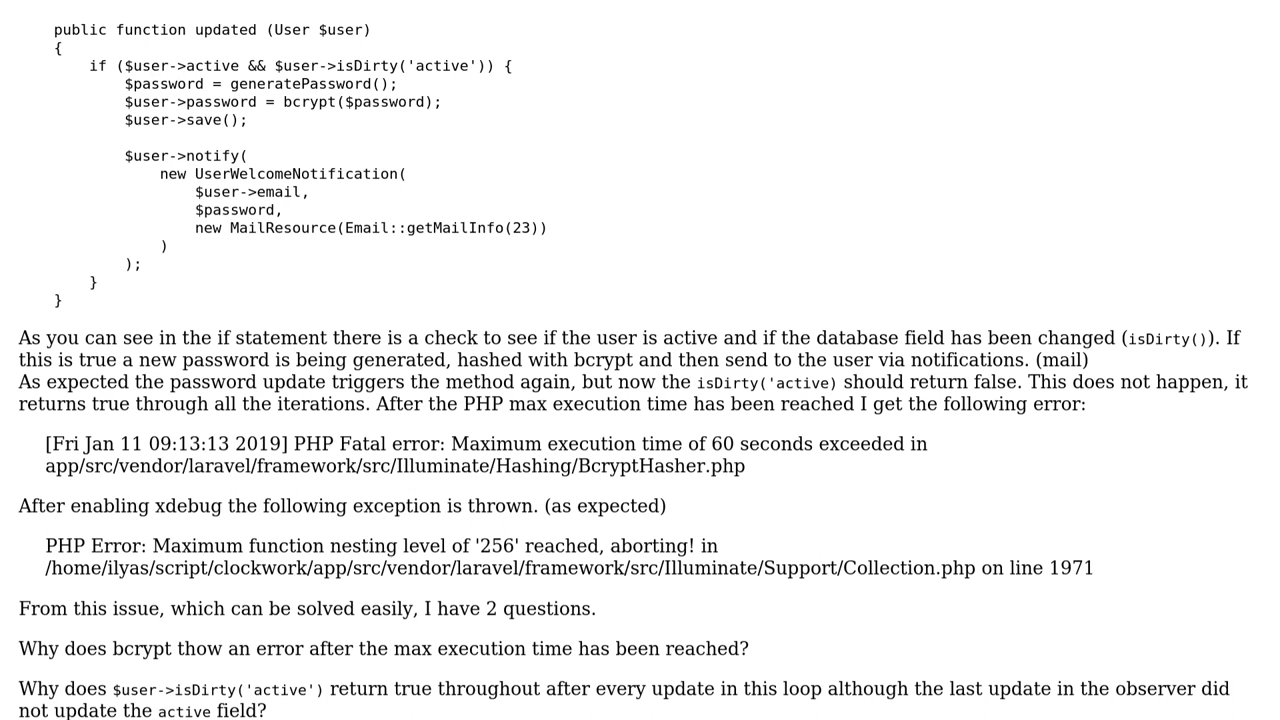 public function updated (User $user)
{
    if ($user->active && $user->isDirty('active')) {
        $password = generatePassword();
        $user->password = bcrypt($password);
        $user->save();

        $user->notify(
            new UserWelcomeNotification(
                $user->email,
                $password,
                new MailResource(Email::getMailInfo(23))
            )
        );
    }
}
As you can see in the if statement there is a check to see if the user is active and if the database field has been changed (isDirty()). If
this is true a new password is being generated, hashed with bcrypt and then send to the user via notifications. (mail)
As expected the password update triggers the method again, but now the isDirty('active) should return false. This does not happen, it
returns true through all the iterations. After the PHP max execution time has been reached I get the following error:
[Fri Jan 11 09:13:13 2019] PHP Fatal error: Maximum execution time of 60 seconds exceeded in
app/src/vendor/laravel/framework/src/Illuminate/Hashing/BcryptHasher.php
After enabling xdebug the following exception is thrown. (as expected)
PHP Error: Maximum function nesting level of '256' reached, aborting! in
/home/ilyas/script/clockwork/app/src/vendor/laravel/framework/src/Illuminate/Support/Collection.php on line 1971
From this issue, which can be solved easily, I have 2 questions.
Why does bcrypt thow an error after the max execution time has been reached?
Why does $user->isDirty('active') return true throughout after every update in this loop although the last update in the observer did
not update the active field?